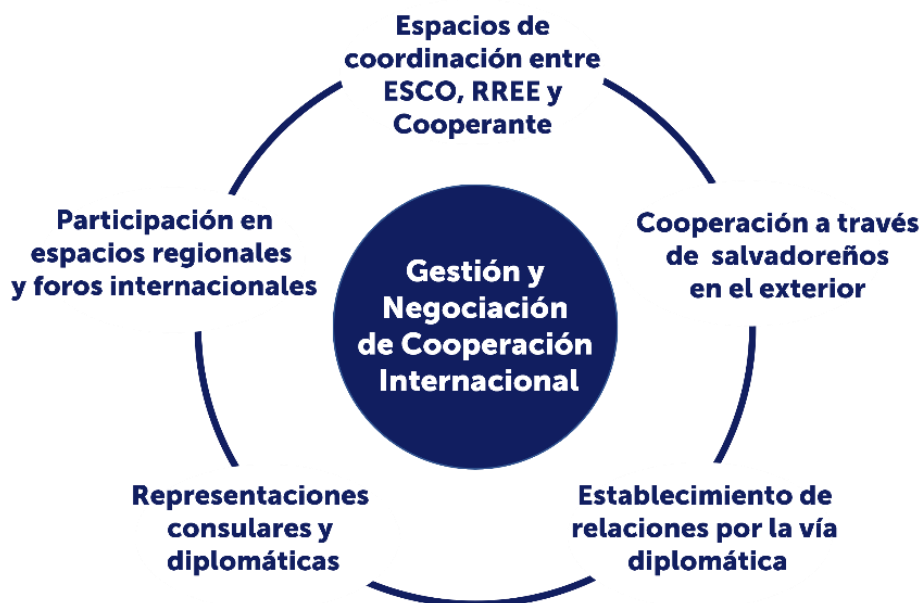 Espacios de
coordinación entre
ESCO, RREE y
Cooperante
Participación en
espacios regionales
y foros internacionales
Cooperación a través
de salvadoreños
en el exterior
Gestión y
Negociación
de Cooperación
Internacional
Representaciones
consulares y
diplomáticas
Establecimiento de
relaciones por la vía
diplomática